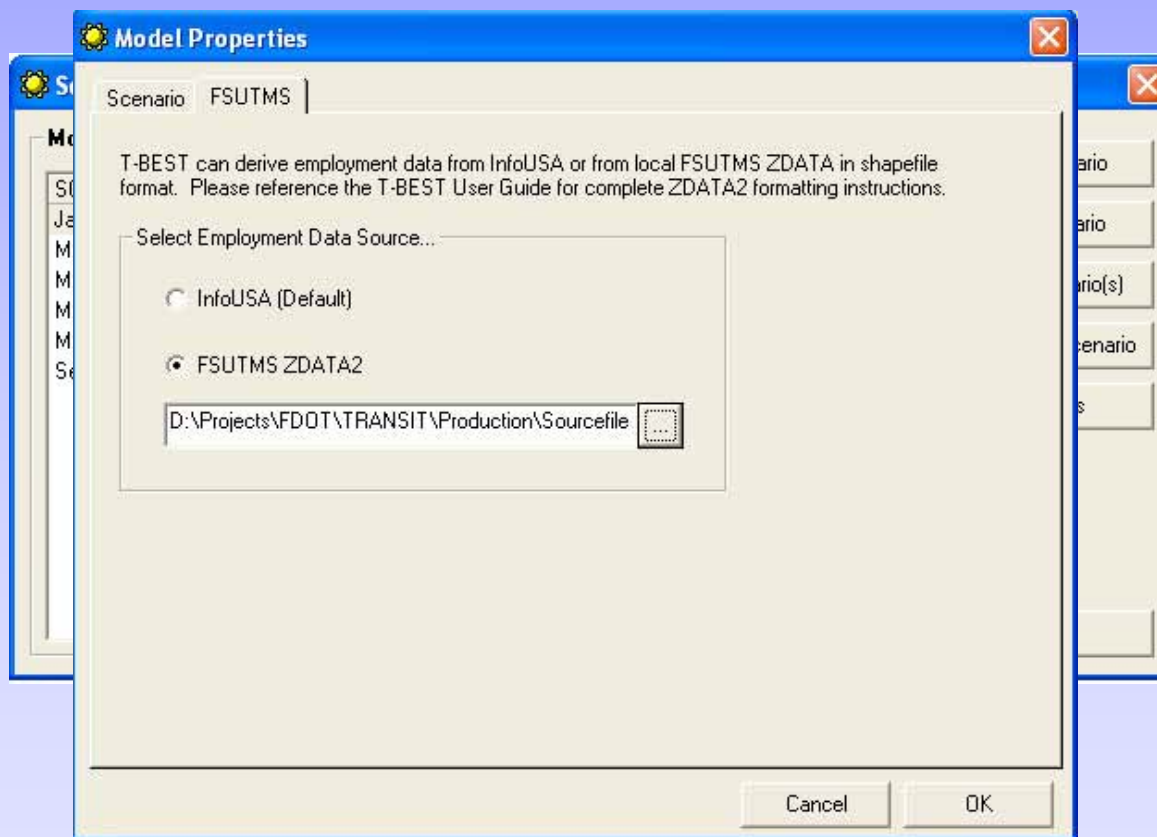 Model Properties
Scenario
FSUTMS
T-BEST can derive employment data from InfoUSA or from local FSUTMS ZDATA in shapefile
format. Please reference the T-BEST User Guide for complete ZDATA2 formatting instructions.
Select Employment Data Source...
InfoUSA (Default)
FSUTMS ZDATA2
D:\Projects\FDOT\TRANSIT\Production\Sourcefile
...
Cancel
OK